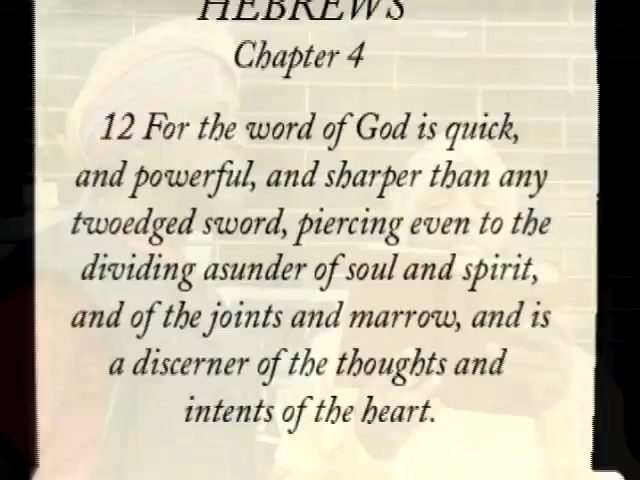 HEBREWS
Chapter 4
12 For the word of God is quick,
and powerful, and sharper than any
twoedged sword, piercing even to the
dividing asunder of soul and spirit,
and of the joints and marrow, and is
a discerner of the thoughts and
intents of the heart.